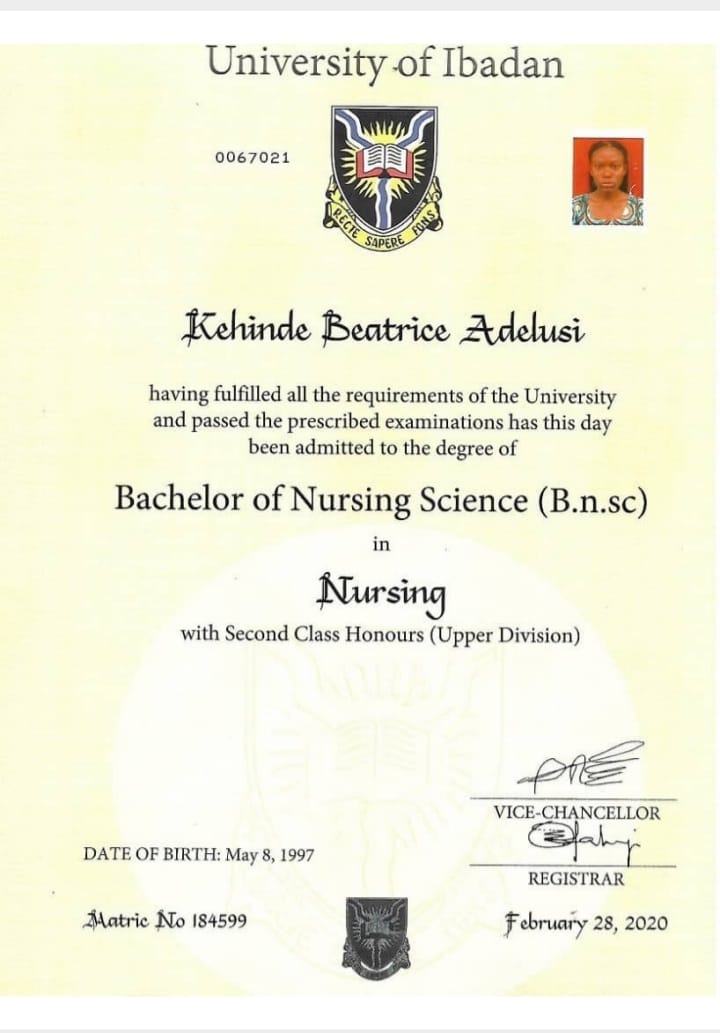 University of Ibadan
0067021
RECTE SAPERE FONS
Kehinde Beatrice Adelusi
having fulfilled all the requirements of the University
and passed the prescribed examinations has this day
been admitted to the degree of
Bachelor of Nursing Science (B.n.sc)
in
Nursing
with Second Class Honours (Upper Division)
VICE-CHANCELLOR
DATE OF BIRTH: May 8, 1997
REGISTRAR
Matric No 184599
February 28, 2020